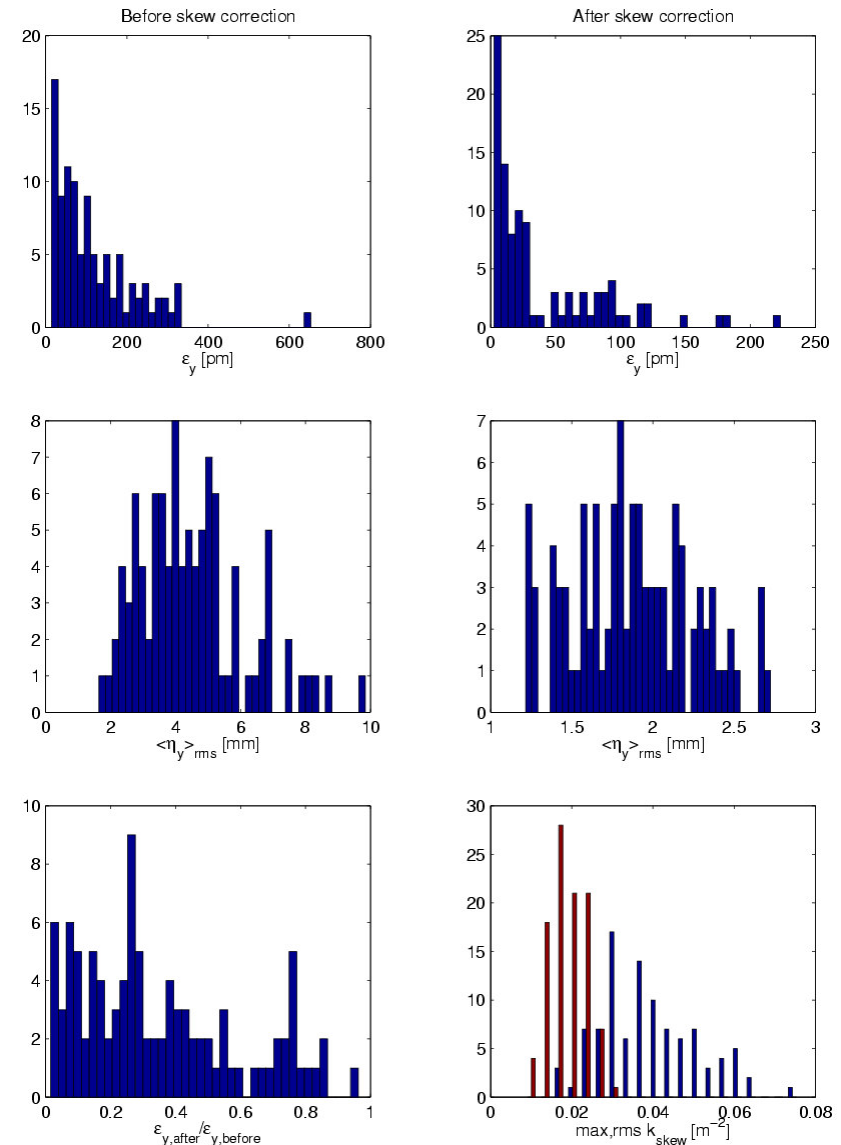 Before skew correction
20
15
10
5
0
0 200 400 600 800
ε_y [pm]
After skew correction
25
20
15
10
5
0
0 50 100 150 200 250
ε_y [pm]
8
7
6
5
4
3
2
1
0
0 2 4 6 8 10
<η_y>_rms [mm]
7
6
5
4
3
2
1
0
1 1.5 2 2.5 3
<η_y>_rms [mm]
10
8
6
4
2
0
0 0.2 0.4 0.6 0.8 1
ε_y,after/ε_y,before
30
25
20
15
10
5
0
0 0.02 0.04 0.06 0.08
max,rms k_skew [m⁻²]